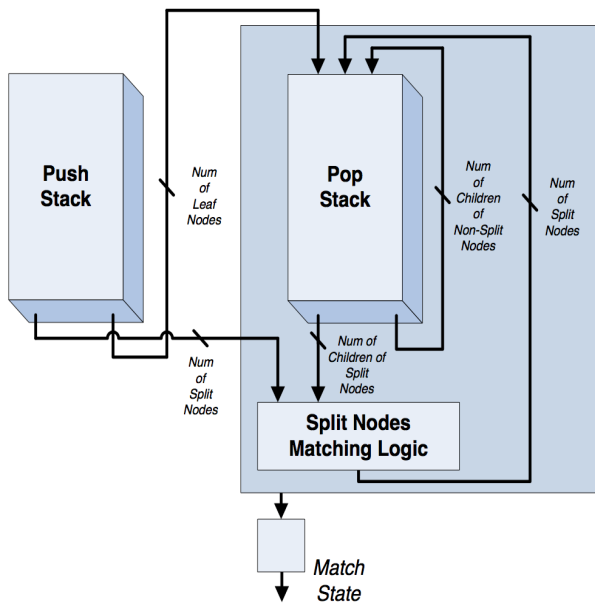 Push
Stack
Num
of
Leaf
Nodes
Pop
Stack
Num
of
Children
of
Non-Split
Nodes
Num
of
Split
Nodes
Num
of
Split
Nodes
Num of
Children of
Split
Nodes
Split Nodes
Matching Logic
Match
State